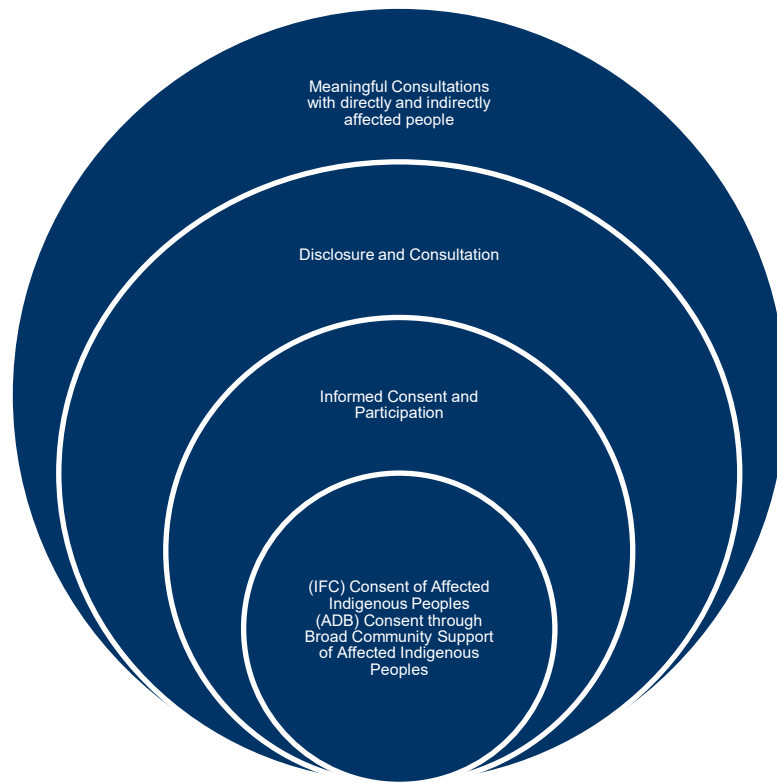 Meaningful Consultations
with directly and indirectly
affected people
Disclosure and Consultation
Informed Consent and
Participation
(IFC) Consent of Affected
Indigenous Peoples
(ADB) Consent through
Broad Community Support
of Affected Indigenous
Peoples